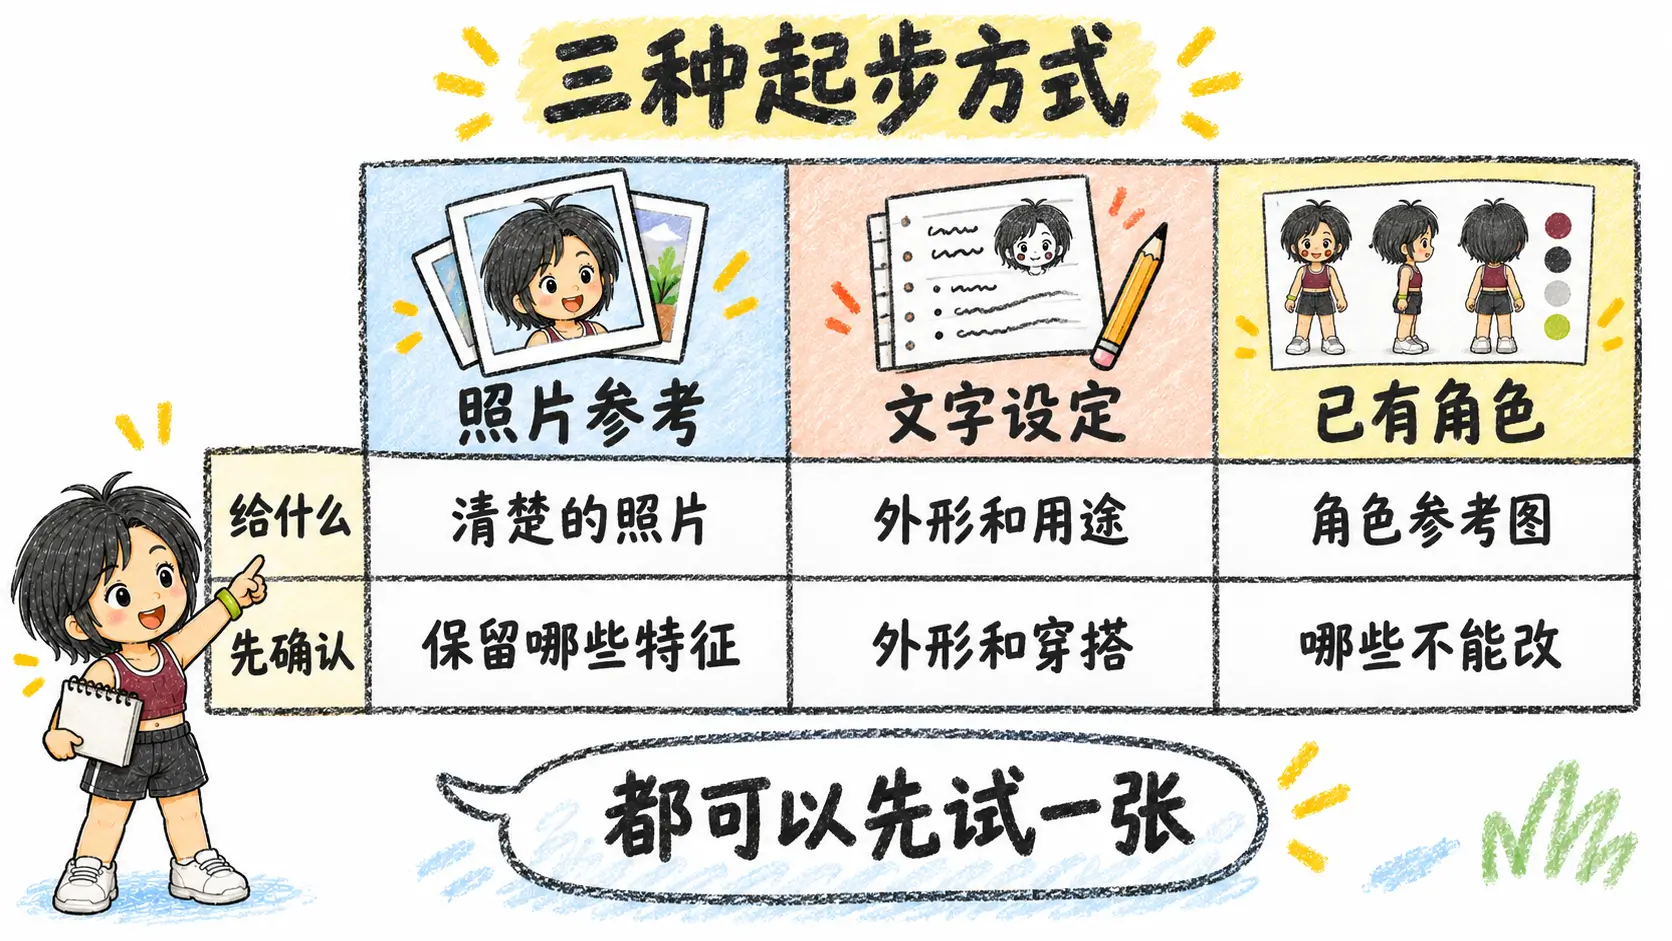 三种起步方式
照片参考
文字设定
已有角色
给什么
清楚的照片
外形和用途
角色参考图
先确认
保留哪些特征
外形和穿搭
哪些不能改
都可以先试一张